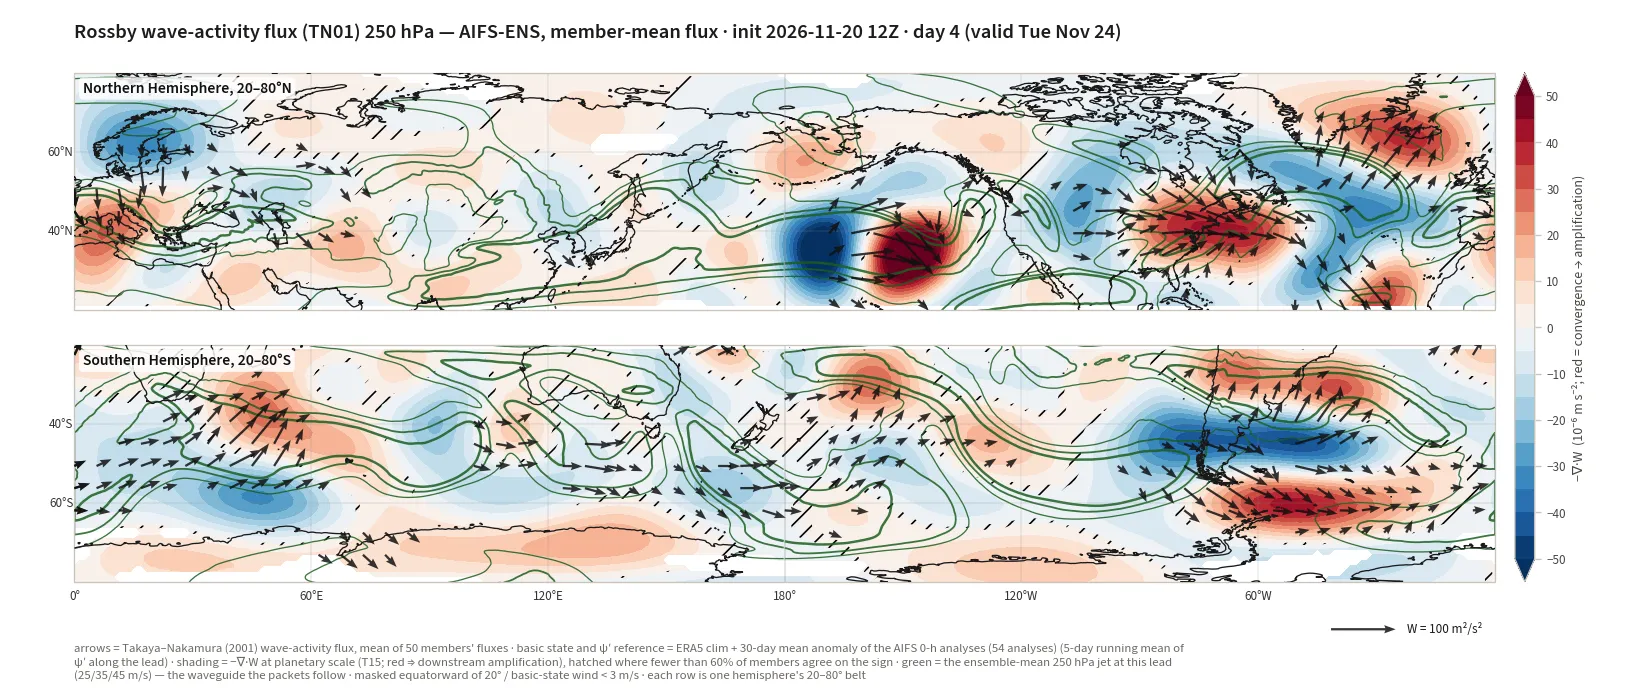 Rossby wave-activity flux (TN01) 250 hPa — AIFS-ENS, member-mean flux · init 2026-11-20 12Z · day 4 (valid Tue Nov 24)
Northern Hemisphere, 20–80°N
60°N
40°N
Southern Hemisphere, 20–80°S
40°S
60°S
0°
60°E
120°E
180°
120°W
60°W
50
40
30
20
10
0
−10
−20
−30
−40
−50
−∇·W (10⁻⁶ m s⁻²; red = convergence → amplification)
W = 100 m²/s²
arrows = Takaya–Nakamura (2001) wave-activity flux, mean of 50 members' fluxes · basic state and ψ' reference = ERA5 clim + 30-day mean anomaly of the AIFS 0-h analyses (54 analyses) (5-day running mean of
ψ' along the lead) · shading = −∇·W at planetary scale (T15; red ⇒ downstream amplification), hatched where fewer than 60% of members agree on the sign · green = the ensemble-mean 250 hPa jet at this lead
(25/35/45 m/s) — the waveguide the packets follow · masked equatorward of 20° / basic-state wind < 3 m/s · each row is one hemisphere's 20–80° belt